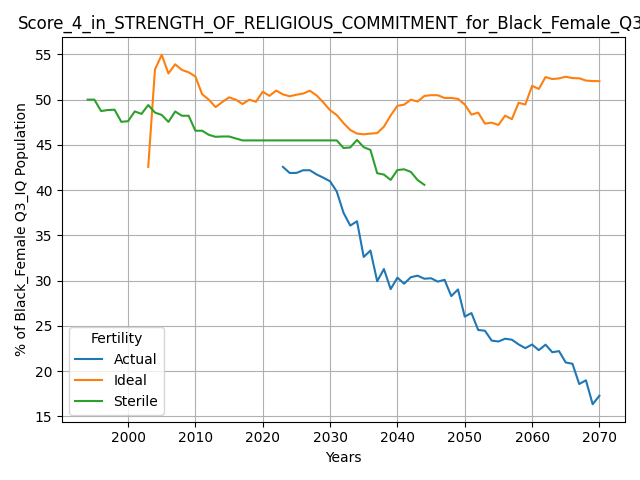 Score_4_in_STRENGTH_OF_RELIGIOUS_COMMITMENT_for_Black_Female_Q3
% of Black_Female Q3_IQ Population
55
50
45
40
35
30
25
20
15
Fertility
Actual
Ideal
Sterile
2000 2010 2020 2030 2040 2050 2060 2070
Years